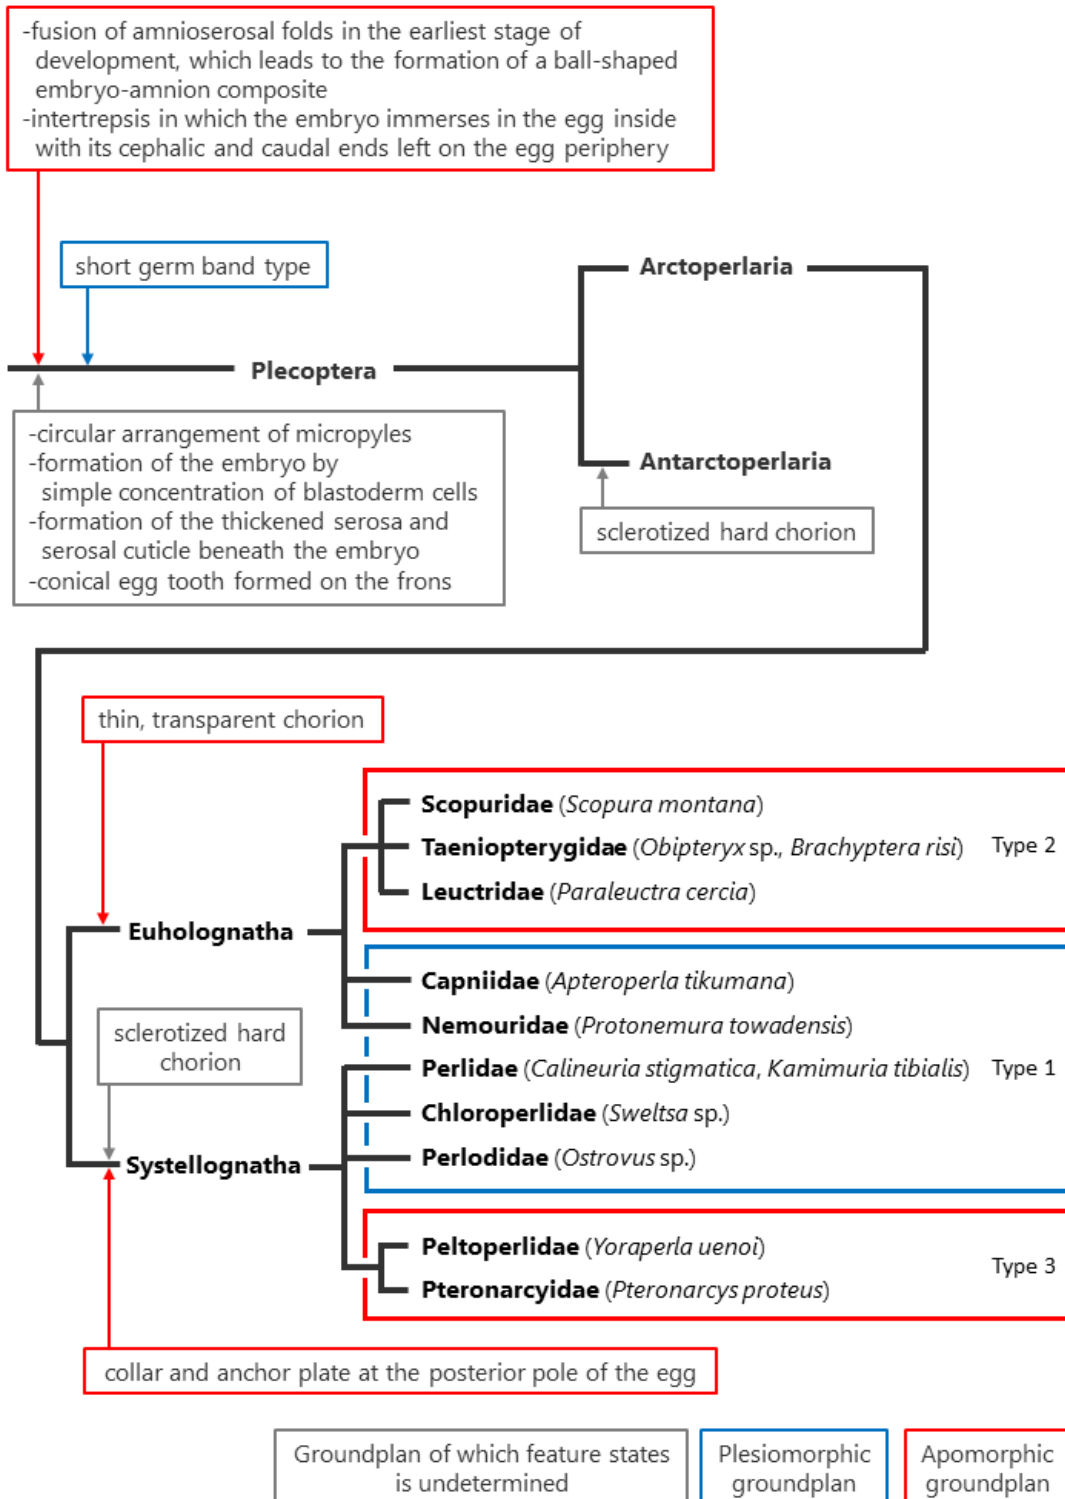 -fusion of amnioserosal folds in the earliest stage of
development, which leads to the formation of a ball-shaped
embryo-amnion composite
-intertrepsis in which the embryo immerses in the egg inside
with its cephalic and caudal ends left on the egg periphery
short germ band type
Arctoperlaria
Plecoptera
-circular arrangement of micropyles
-formation of the embryo by
simple concentration of blastoderm cells
-formation of the thickened serosa and
serosal cuticle beneath the embryo
-conical egg tooth formed on the frons
Antarctoperlaria
sclerotized hard chorion
thin, transparent chorion
Scopuridae (Scopura montana)
Taeniopterygidae (Obipteryx sp., Brachyptera risi) Type 2
Leuctridae (Paraleuctra cercia)
Euholognatha
Capniidae (Apteroperla tikumana)
Nemouridae (Protonemura towadensis)
sclerotized hard
chorion
Perlidae (Calineuria stigmatica, Kamimuria tibialis) Type 1
Chloroperlidae (Sweltsa sp.)
Perlodidae (Ostrovus sp.)
Systellognatha
Peltoperlidae (Yoraperla uenoi)
Type 3
Pteronarcyidae (Pteronarcys proteus)
collar and anchor plate at the posterior pole of the egg
Groundplan of which feature states
is undetermined
Plesiomorphic
groundplan
Apomorphic
groundplan